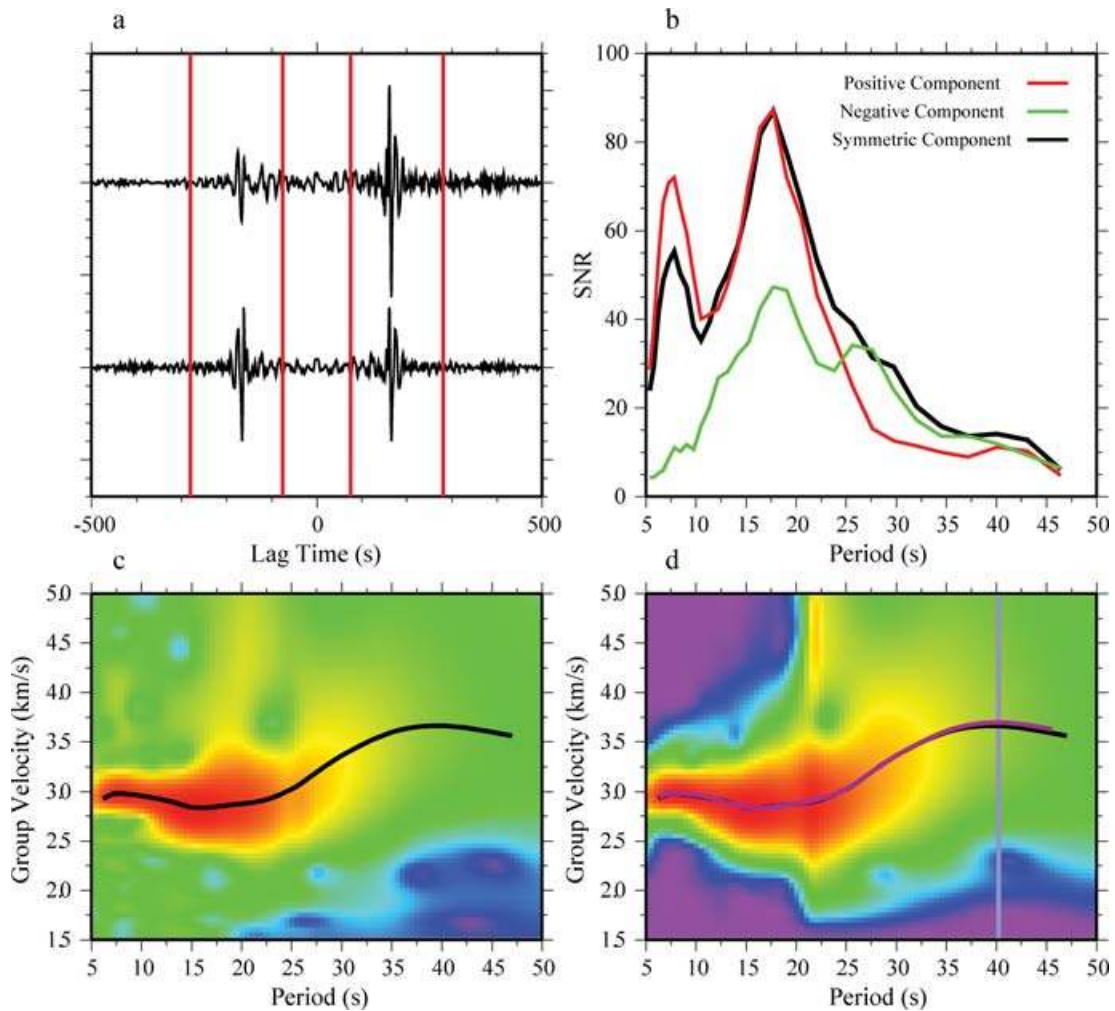 a
-500 0 500
Lag Time (s)
b
100
80
60
40
20
0
SNR
Positive Component
Negative Component
Symmetric Component
5 10 15 20 25 30 35 40 45 50
Period (s)
c
5.0
4.5
4.0
3.5
3.0
2.5
2.0
1.5
Group Velocity (km/s)
5 10 15 20 25 30 35 40 45 50
Period (s)
d
5.0
4.5
4.0
3.5
3.0
2.5
2.0
1.5
Group Velocity (km/s)
5 10 15 20 25 30 35 40 45 50
Period (s)